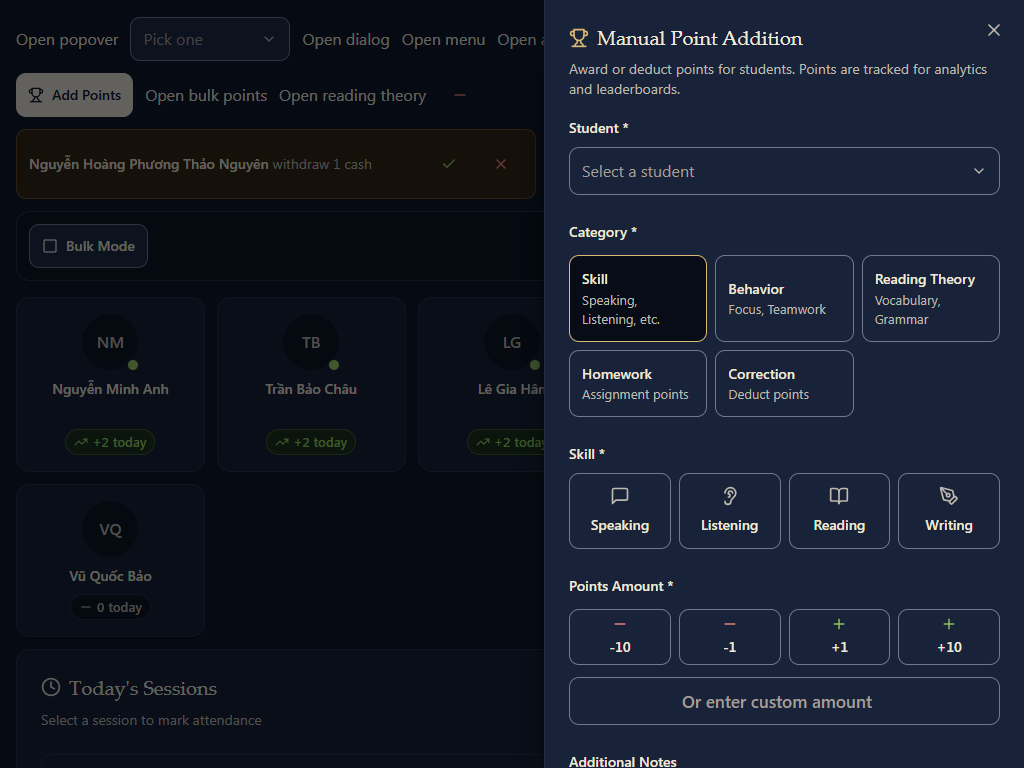 Open popover
Pick one
Open dialog
Open menu
Add Points
Open bulk points
Open reading theory
Nguyễn Hoàng Phương Thảo Nguyên withdraw 1 cash
Bulk Mode
NM
Nguyễn Minh Anh
+2 today
TB
Trần Bảo Châu
+2 today
LG
Lê Gia Hân
+2 today
VQ
Vũ Quốc Bảo
0 today
Today's Sessions
Select a session to mark attendance
Manual Point Addition
Award or deduct points for students. Points are tracked for analytics
and leaderboards.
Student *
Select a student
Category *
Skill
Speaking,
Listening, etc.
Behavior
Focus, Teamwork
Reading Theory
Vocabulary,
Grammar
Homework
Assignment points
Correction
Deduct points
Skill *
Speaking
Listening
Reading
Writing
Points Amount *
-10
-1
+1
+10
Or enter custom amount
Additional Notes